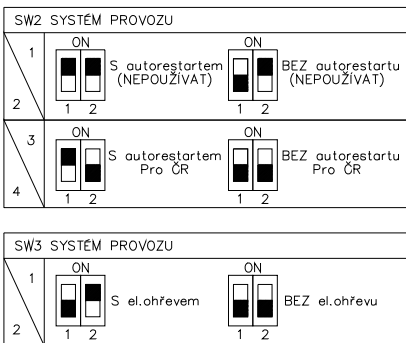 SW2 SYSTÉM PROVOZU
1
ON
ON
S autorestartem
(NEPOUŽÍVAT)
BEZ autorestartu
(NEPOUŽÍVAT)
2
1 2
1 2
3
ON
ON
S autorestartem
Pro ČR
BEZ autorestartu
Pro ČR
4
1 2
1 2
SW3 SYSTÉM PROVOZU
1
ON
ON
S el.ohřevem
BEZ el.ohřevu
2
1 2
1 2